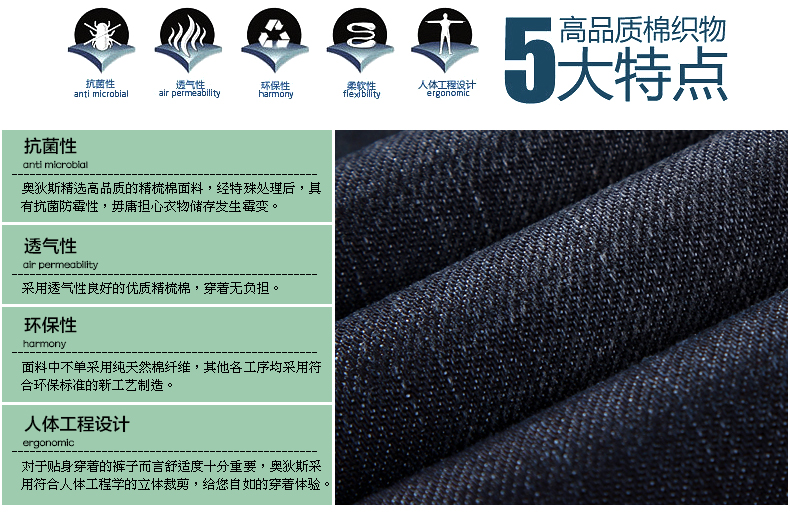 抗菌性
anti microbial
透气性
air permeability
环保性
harmony
柔软性
flexibility
人体工程设计
ergonomic
5
高品质棉织物
大特点
抗菌性
anti microbial
奥狄斯精选高品质的精梳棉面料，经特殊处理后，具
有抗菌防霉性，毋庸担心衣物储存发生霉变。
透气性
air permeability
采用透气性良好的优质精梳棉，穿着无负担。
环保性
harmony
面料中不单采用纯天然棉纤维，其他各工序均采用符
合环保标准的新工艺制造。
人体工程设计
ergonomic
对于贴身穿着的裤子而言舒适度十分重要，奥狄斯采
用符合人体工程学的立体裁剪，给您自如的穿着体验。